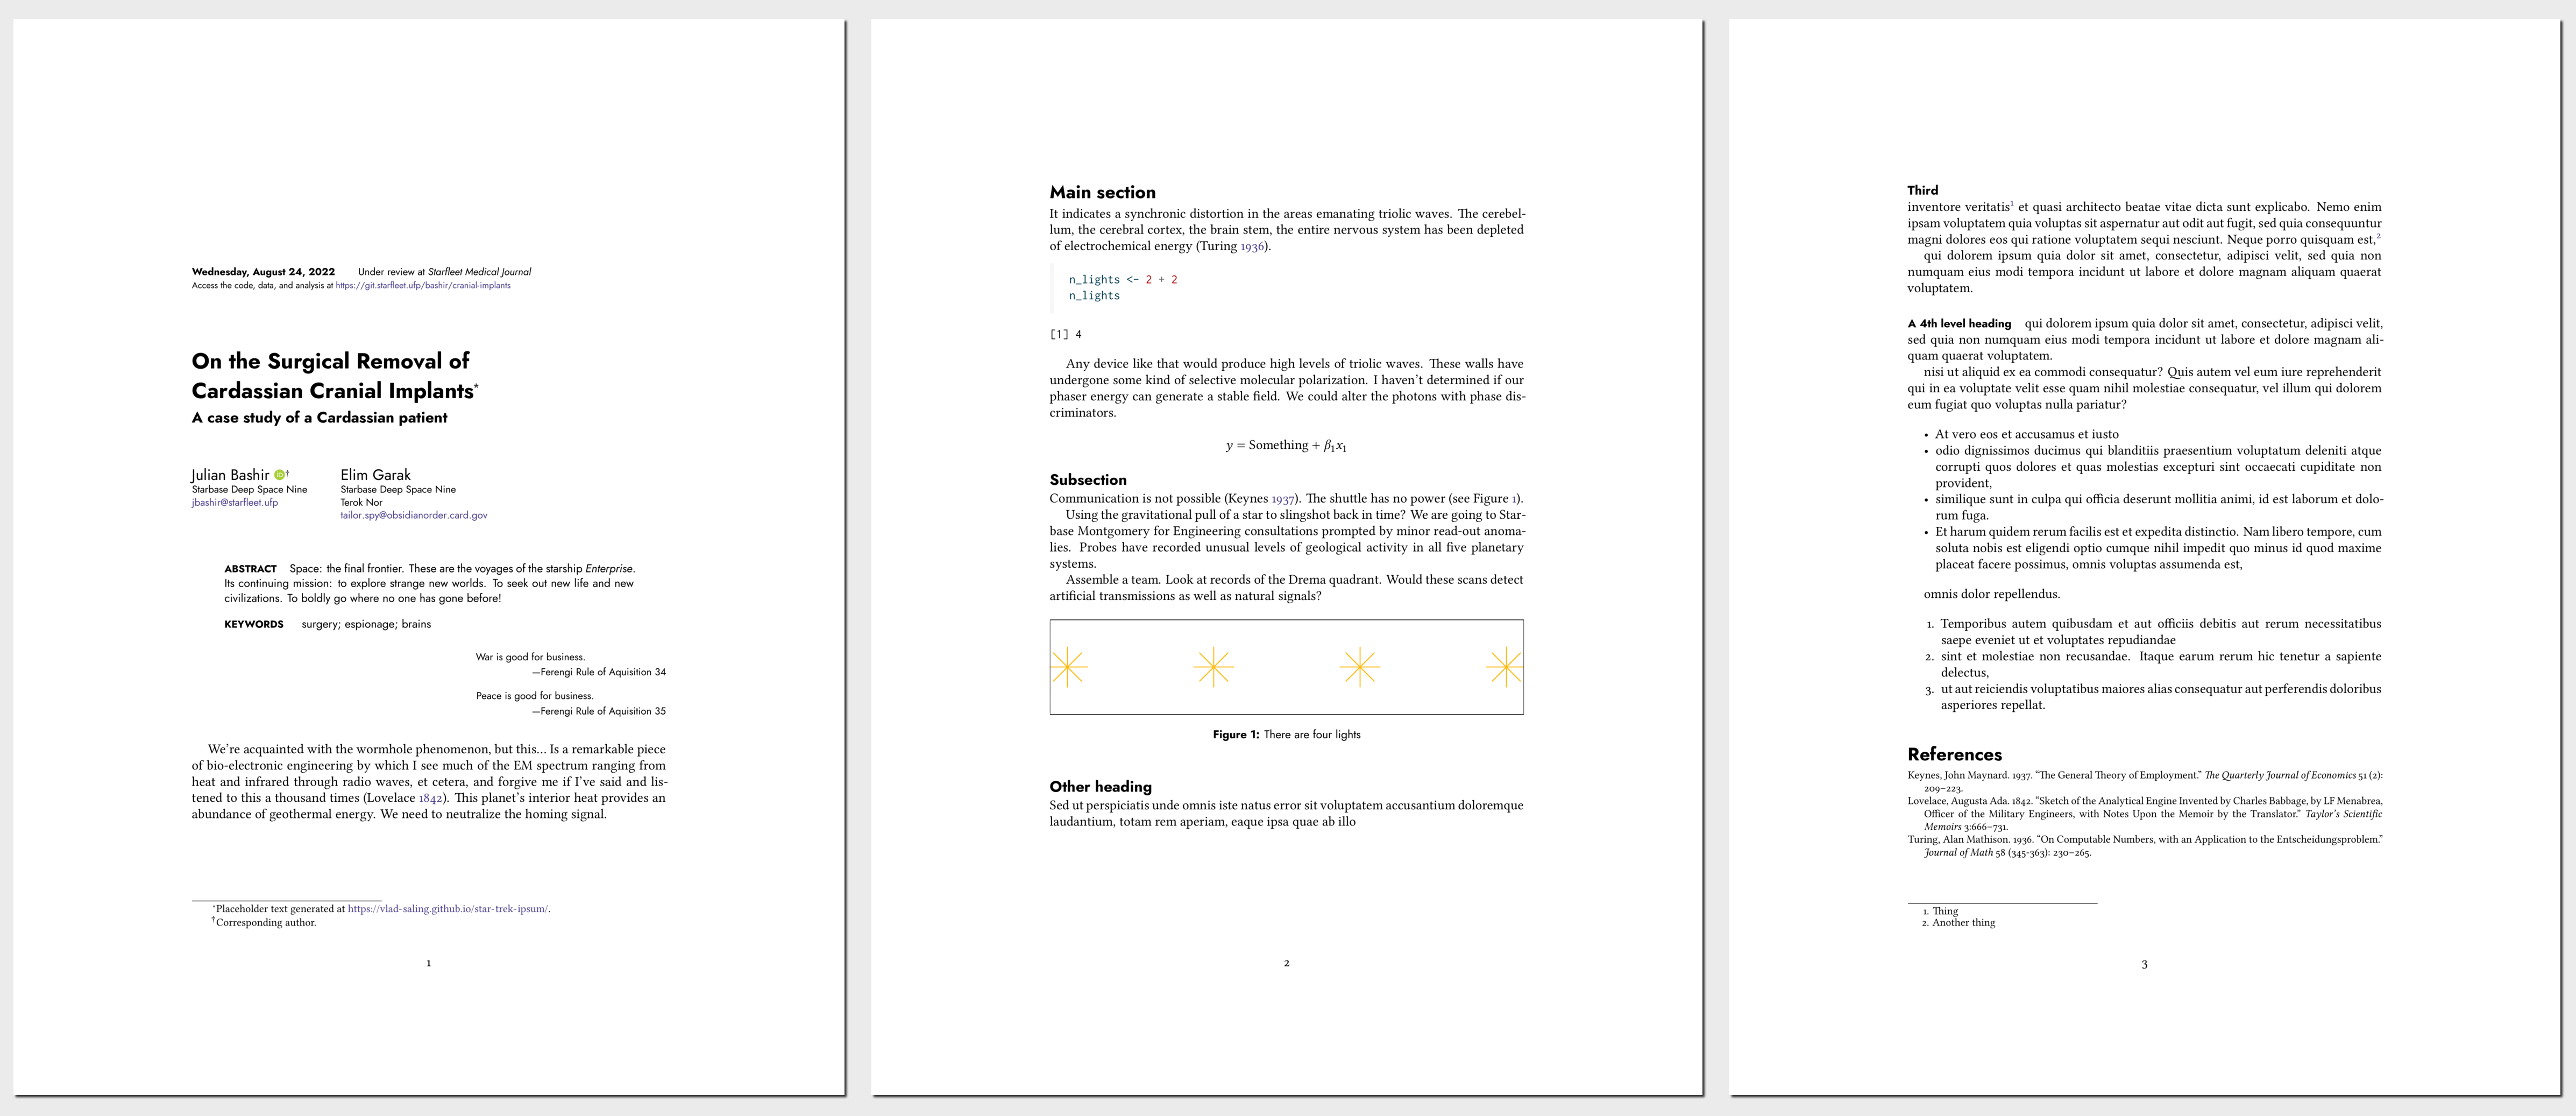 Wednesday, August 24, 2022 Under review at Starfleet Medical Journal
Access the code, data, and analysis at https://git.starfleet.ufp/bashir/cranial-implants
On the Surgical Removal of
Cardassian Cranial Implants*
A case study of a Cardassian patient
Julian Bashir iD†
Starbase Deep Space Nine
jbashir@starfleet.ufp
Elim Garak
Starbase Deep Space Nine
Terok Nor
tailor.spy@obsidianorder.card.gov
ABSTRACT Space: the final frontier. These are the voyages of the starship Enterprise.
Its continuing mission: to explore strange new worlds. To seek out new life and new
civilizations. To boldly go where no one has gone before!
KEYWORDS surgery; espionage; brains
War is good for business.
—Ferengi Rule of Aquisition 34
Peace is good for business.
—Ferengi Rule of Aquisition 35
We're acquainted with the wormhole phenomenon, but this... Is a remarkable piece
of bio-electronic engineering by which I see much of the EM spectrum ranging from
heat and infrared through radio waves, et cetera, and forgive me if I've said and lis-
tened to this a thousand times (Lovelace 1842). This planet's interior heat provides an
abundance of geothermal energy. We need to neutralize the homing signal.
*Placeholder text generated at https://vlad-saling.github.io/star-trek-ipsum/.
†Corresponding author.
1
Main section
It indicates a synchronic distortion in the areas emanating triolic waves. The cerebel-
lum, the cerebral cortex, the brain stem, the entire nervous system has been depleted
of electrochemical energy (Turing 1936).
n_lights <- 2 + 2
n_lights
[1] 4
Any device like that would produce high levels of triolic waves. These walls have
undergone some kind of selective molecular polarization. I haven't determined if our
phaser energy can generate a stable field. We could alter the photons with phase dis-
criminators.
y = Something + β₁x₁
Subsection
Communication is not possible (Keynes 1937). The shuttle has no power (see Figure 1).
Using the gravitational pull of a star to slingshot back in time? We are going to Star-
base Montgomery for Engineering consultations prompted by minor read-out anoma-
lies. Probes have recorded unusual levels of geological activity in all five planetary
systems.
Assemble a team. Look at records of the Drema quadrant. Would these scans detect
artificial transmissions as well as natural signals?
Figure 1: There are four lights
Other heading
Sed ut perspiciatis unde omnis iste natus error sit voluptatem accusantium doloremque
laudantium, totam rem aperiam, eaque ipsa quae ab illo
2
Third
inventore veritatis¹ et quasi architecto beatae vitae dicta sunt explicabo. Nemo enim
ipsam voluptatem quia voluptas sit aspernatur aut odit aut fugit, sed quia consequuntur
magni dolores eos qui ratione voluptatem sequi nesciunt. Neque porro quisquam est,²
qui dolorem ipsum quia dolor sit amet, consectetur, adipisci velit, sed quia non
numquam eius modi tempora incidunt ut labore et dolore magnam aliquam quaerat
voluptatem.
A 4th level heading qui dolorem ipsum quia dolor sit amet, consectetur, adipisci velit,
sed quia non numquam eius modi tempora incidunt ut labore et dolore magnam ali-
quam quaerat voluptatem.
nisi ut aliquid ex ea commodi consequatur? Quis autem vel eum iure reprehenderit
qui in ea voluptate velit esse quam nihil molestiae consequatur, vel illum qui dolorem
eum fugiat quo voluptas nulla pariatur?
• At vero eos et accusamus et iusto
• odio dignissimos ducimus qui blanditiis praesentium voluptatum deleniti atque
corrupti quos dolores et quas molestias excepturi sint occaecati cupiditate non
provident,
• similique sunt in culpa qui officia deserunt mollitia animi, id est laborum et dolo-
rum fuga.
• Et harum quidem rerum facilis est et expedita distinctio. Nam libero tempore, cum
soluta nobis est eligendi optio cumque nihil impedit quo minus id quod maxime
placeat facere possimus, omnis voluptas assumenda est,
omnis dolor repellendus.
1. Temporibus autem quibusdam et aut officiis debitis aut rerum necessitatibus
saepe eveniet ut et voluptates repudiandae
2. sint et molestiae non recusandae. Itaque earum rerum hic tenetur a sapiente
delectus,
3. ut aut reiciendis voluptatibus maiores alias consequatur aut perferendis doloribus
asperiores repellat.
References
Keynes, John Maynard. 1937. "The General Theory of Employment." The Quarterly Journal of Economics 51 (2):
209–223.
Lovelace, Augusta Ada. 1842. "Sketch of the Analytical Engine Invented by Charles Babbage, by LF Menabrea,
Officer of the Military Engineers, with Notes Upon the Memoir by the Translator." Taylor's Scientific
Memoirs 3:666–731.
Turing, Alan Mathison. 1936. "On Computable Numbers, with an Application to the Entscheidungsproblem."
Journal of Math 58 (345-363): 230–265.
1. Thing
2. Another thing
3